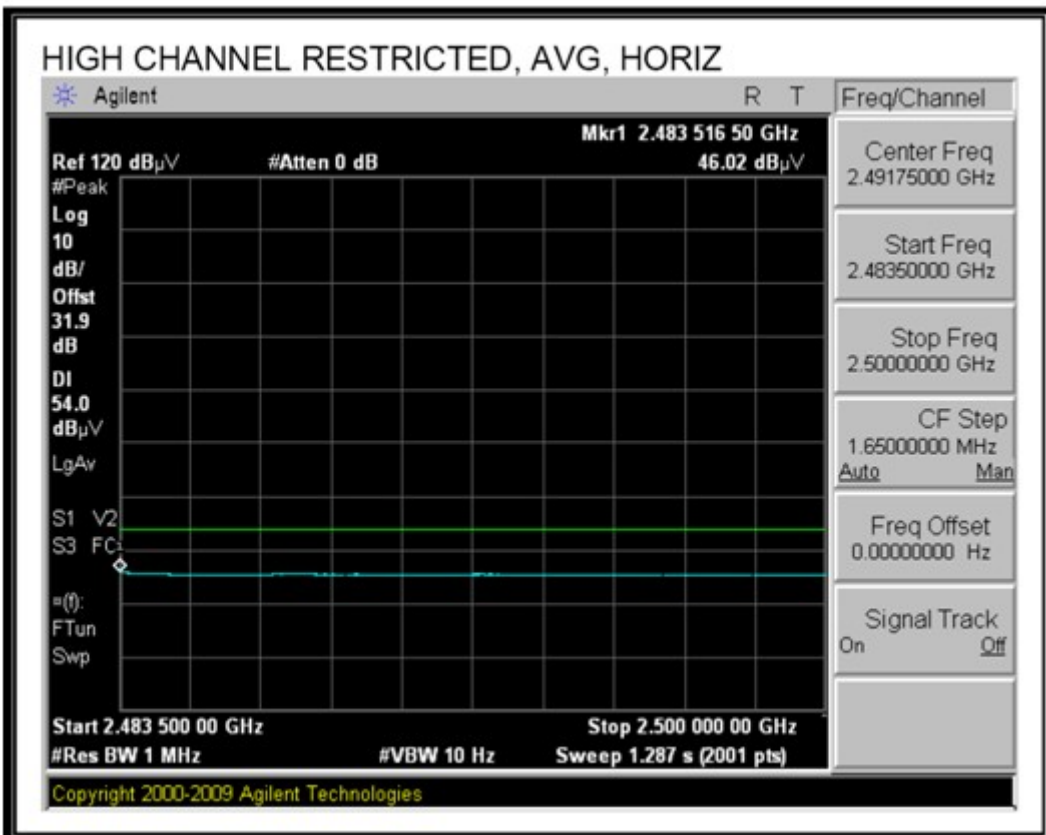 HIGH CHANNEL RESTRICTED, AVG, HORIZ
Agilent R T
Mkr1 2.483 516 50 GHz
Ref 120 dBμV #Atten 0 dB 46.02 dBμV
#Peak
Log
10
dB/
Offst
31.9
dB
DI
54.0
dBμV
LgAv
S1 V2
S3 FC
¤(f):
FTun
Swp
Start 2.483 500 00 GHz Stop 2.500 000 00 GHz
#Res BW 1 MHz #VBW 10 Hz Sweep 1.287 s (2001 pts)
Copyright 2000-2009 Agilent Technologies
Freq/Channel
Center Freq
2.49175000 GHz
Start Freq
2.48350000 GHz
Stop Freq
2.50000000 GHz
CF Step
1.65000000 MHz
Auto Man
Freq Offset
0.00000000 Hz
Signal Track
On Off